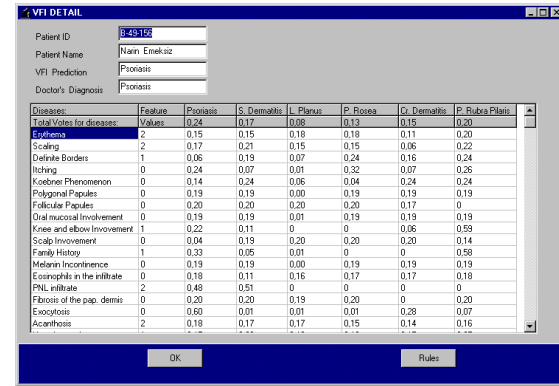 VFI DETAIL
Patient ID B-49-156
Patient Name Narin Emeksiz
VFI Prediction Psoriasis
Doctor's Diagnosis Psoriasis
Diseases: Feature Psoriasis S. Dermatitis L. Planus P. Rosea Cr. Dermatitis P. Rubra Pilaris
Total Votes for diseases: Values 0,24 0,17 0,08 0,13 0,15 0,20
Erythema 2 0,15 0,15 0,18 0,18 0,11 0,20
Scaling 2 0,17 0,21 0,15 0,15 0,06 0,22
Definite Borders 1 0,06 0,19 0,07 0,24 0,16 0,24
Itching 0 0,24 0,07 0,01 0,32 0,07 0,26
Koebner Phenomenon 0 0,14 0,24 0,06 0,04 0,24 0,24
Polygonal Papules 0 0,19 0,19 0,00 0,19 0,19 0,19
Follicular Papules 0 0,20 0,20 0,20 0,20 0,17 0
Oral mucosal Involvement 0 0,19 0,19 0,01 0,19 0,19 0,19
Knee and elbow Invovement 1 0,22 0,11 0 0 0,06 0,59
Scalp Invovement 0 0,04 0,19 0,20 0,20 0,20 0,14
Family History 1 0,33 0,05 0,01 0 0 0,58
Melanin Incontinence 0 0,19 0,19 0,00 0,19 0,19 0,19
Eosinophils in the infiltrate 0 0,18 0,11 0,16 0,17 0,17 0,18
PNL infiltrate 2 0,48 0,51 0 0 0 0
Fibrosis of the pap. dermis 0 0,20 0,20 0,19 0,20 0 0,20
Exocytosis 0 0,60 0,01 0,01 0,01 0,28 0,07
Acanthosis 2 0,18 0,17 0,17 0,15 0,14 0,16
OK Rules